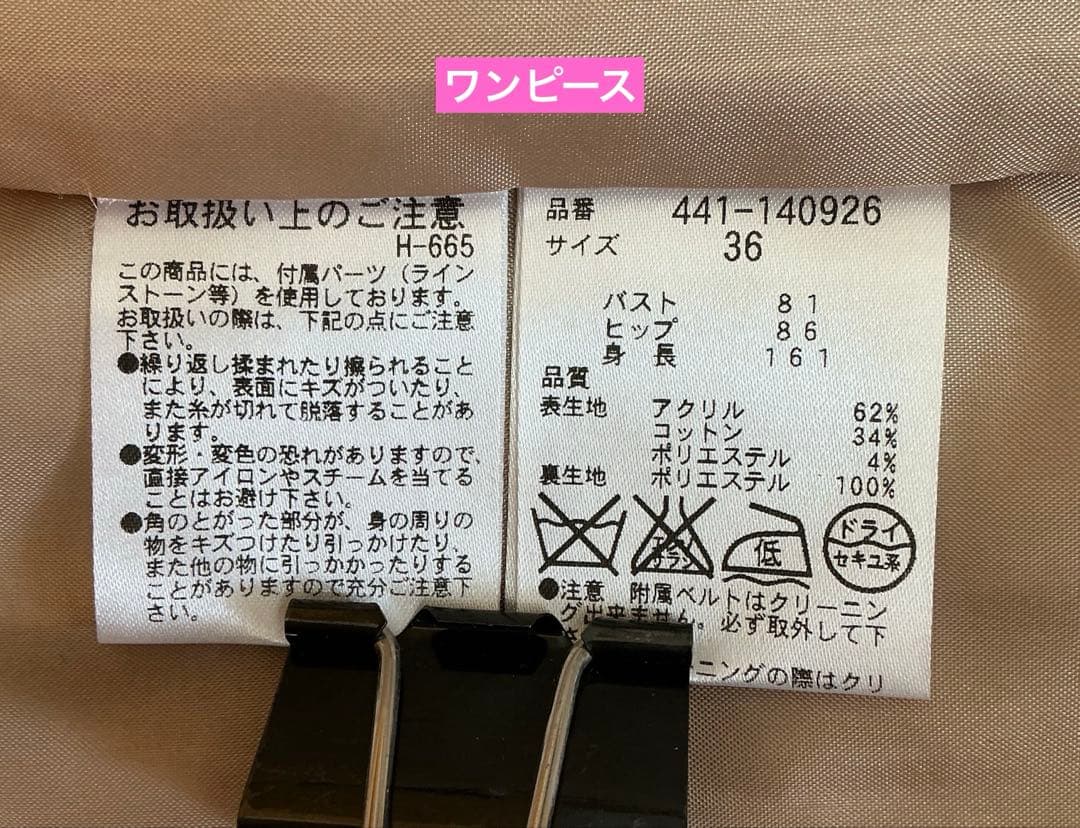 ワンピース
お取扱い上のご注意
H-665
この商品には、付属パーツ（ライン
ストーン等）を使用しております。
お取扱いの際は、下記の点にご注意
下さい。
●繰り返し揉まれたり擦られること
により、表面にキズがついたり、
また糸が切れて脱落することがあ
ります。
●変形・変色の恐れがありますので、
直接アイロンやスチームを当てる
ことはお避け下さい。
●角のとがった部分が、身の周りの
物をキズつけたり引っかけたり、
また他の物に引っかかったりする
ことがありますので充分ご注意下
さい。
品番 441-140926
サイズ 36
バスト 81
ヒップ 86
身長 161
品質
表生地 アクリル 62%
コットン 34%
ポリエステル 4%
裏生地 ポリエステル 100%
低
ドライ
セキユ系
●注意 附属ベルトはクリーニン
グ出来ません。必ず取外して下
さ
ニングの際はクリ